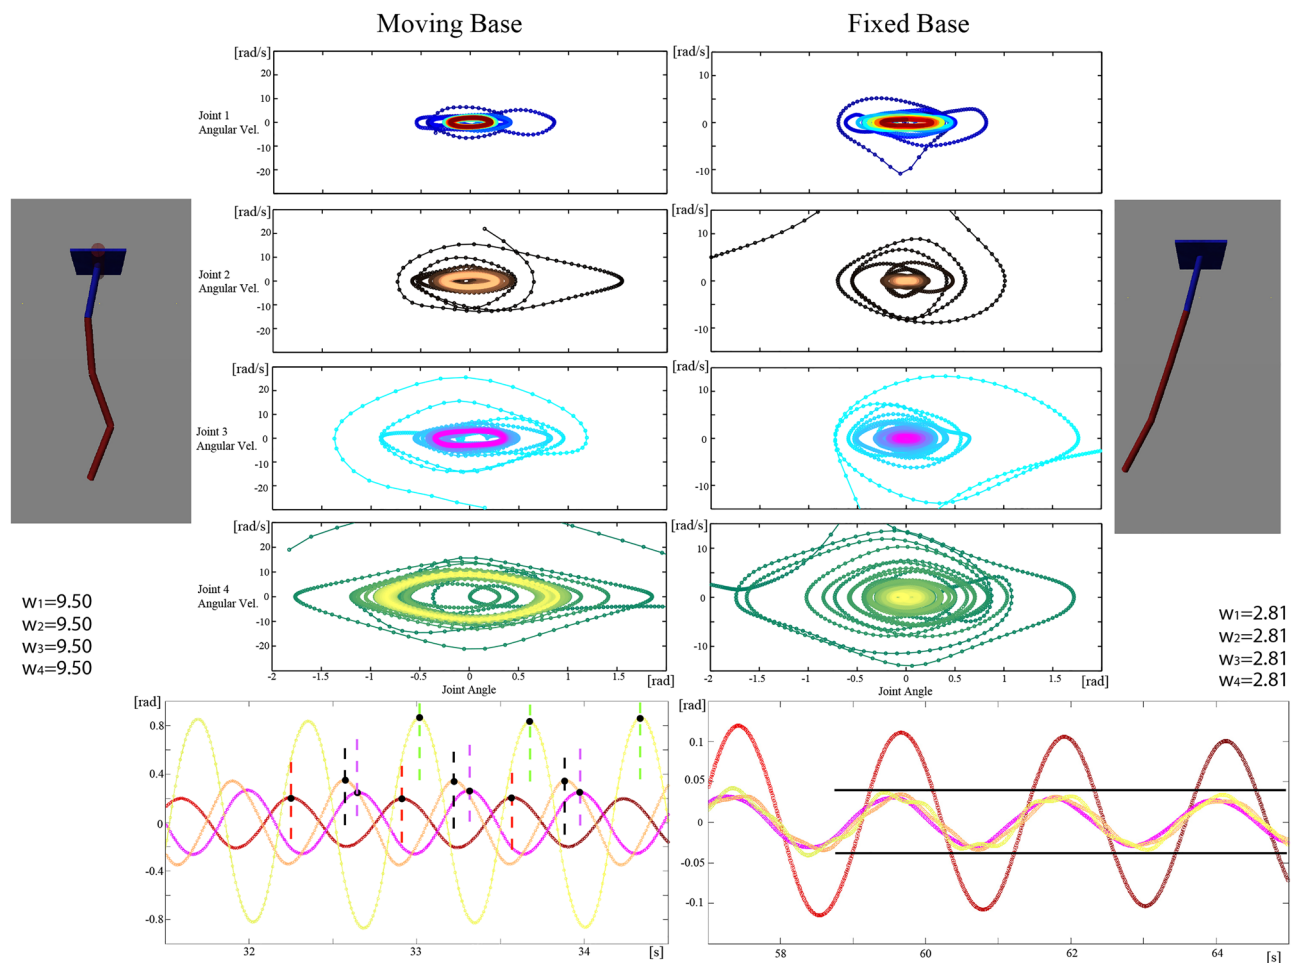 Moving Base
Fixed Base
[rad/s]
20
10
0
-10
-20
Joint 1
Angular Vel.
[rad/s]
10
0
-10
[rad/s]
20
10
0
-10
-20
Joint 2
Angular Vel.
[rad/s]
10
0
-10
[rad/s]
20
10
0
-10
-20
Joint 3
Angular Vel.
[rad/s]
10
0
-10
[rad/s]
20
10
0
-10
-20
Joint 4
Angular Vel.
-2
-1.5
-1
-0.5
0
0.5
1
1.5
[rad]
Joint Angle
[rad/s]
10
0
-10
-2
-1.5
-1
-0.5
0
0.5
1
1.5
[rad]
Joint Angle
w1=9.50
w2=9.50
w3=9.50
w4=9.50
w1=2.81
w2=2.81
w3=2.81
w4=2.81
[rad]
0.8
0.4
0
-0.4
-0.8
32
33
34
[s]
[rad]
0.1
0.05
0
-0.05
-0.1
58
60
62
64
[s]